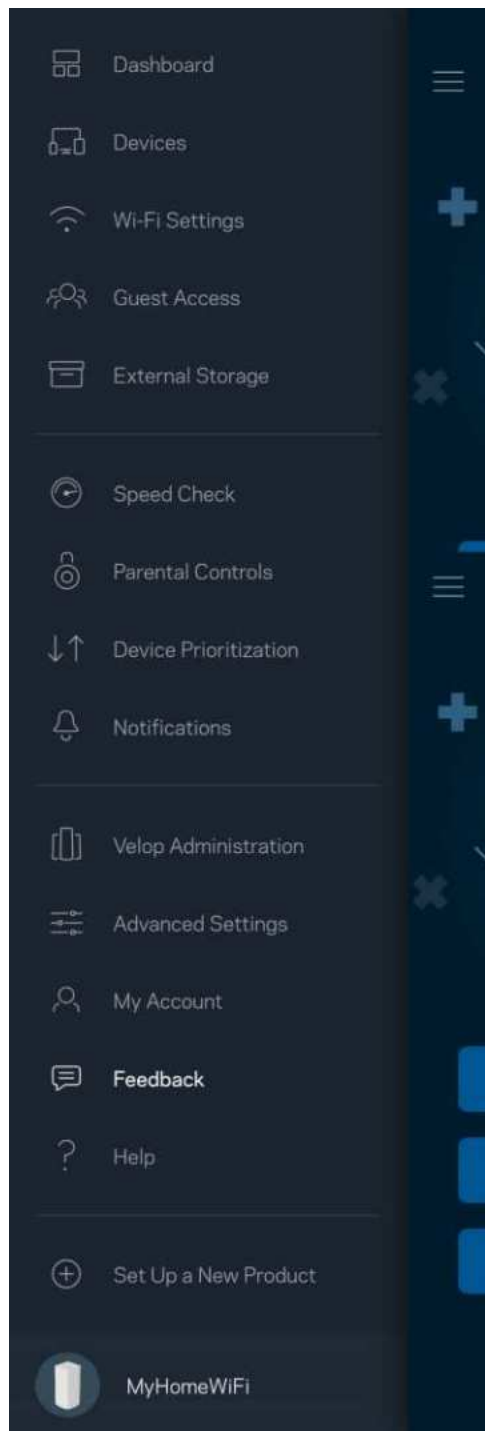 Dashboard
Devices
Wi-Fi Settings
Guest Access
External Storage
Speed Check
Parental Controls
Device Prioritization
Notifications
Velop Administration
Advanced Settings
My Account
Feedback
Help
Set Up a New Product
MyHomeWiFi